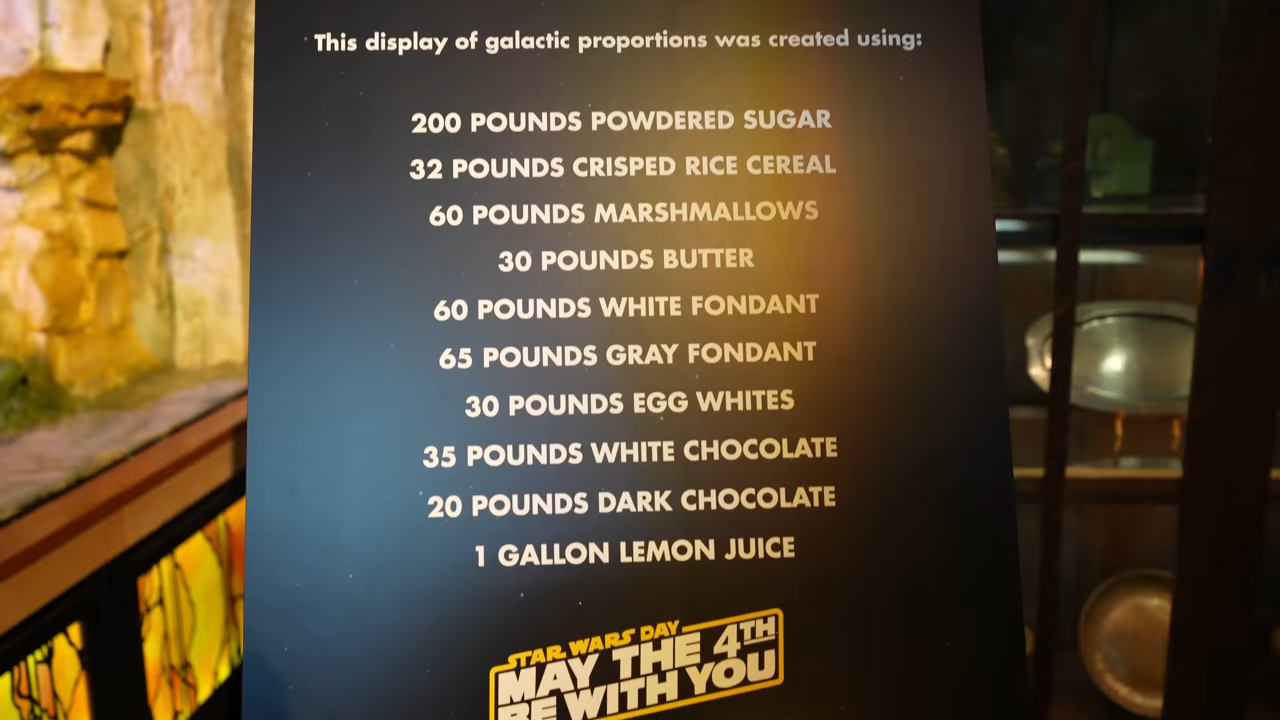 This display of galactic proportions was created using:
200 POUNDS POWDERED SUGAR
32 POUNDS CRISPED RICE CEREAL
60 POUNDS MARSHMALLOWS
30 POUNDS BUTTER
60 POUNDS WHITE FONDANT
65 POUNDS GRAY FONDANT
30 POUNDS EGG WHITES
35 POUNDS WHITE CHOCOLATE
20 POUNDS DARK CHOCOLATE
1 GALLON LEMON JUICE
STAR WARS DAY
MAY THE 4TH
BE WITH YOU